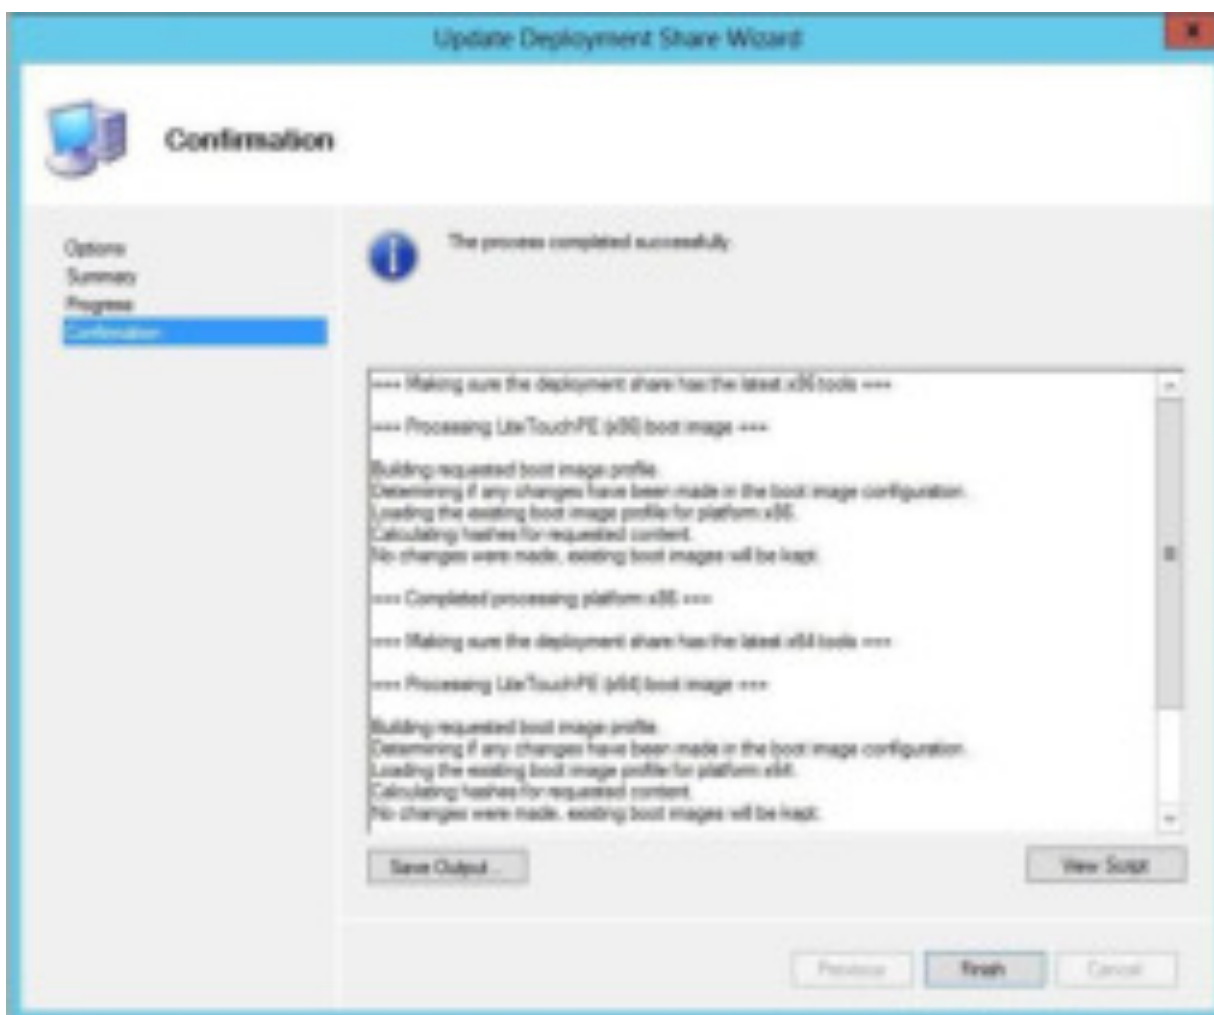 Update Deployment Share Wizard
Confirmation
Options
Summary
Progress
Confirmation
The process completed successfully.
=== Making sure the deployment share has the latest x86 tools ===
=== Processing LiteTouchPE (x86) boot image ===
Building requested boot image profile.
Determining if any changes have been made in the boot image configuration.
Loading the existing boot image profile for platform x86.
Calculating hashes for requested content.
No changes were made, existing boot images will be kept.
=== Completed processing platform x86 ===
=== Making sure the deployment share has the latest x64 tools ===
=== Processing LiteTouchPE (x64) boot image ===
Building requested boot image profile.
Determining if any changes have been made in the boot image configuration.
Loading the existing boot image profile for platform x64.
Calculating hashes for requested content.
No changes were made, existing boot images will be kept.
Save Output...
View Script
Previous
Finish
Cancel